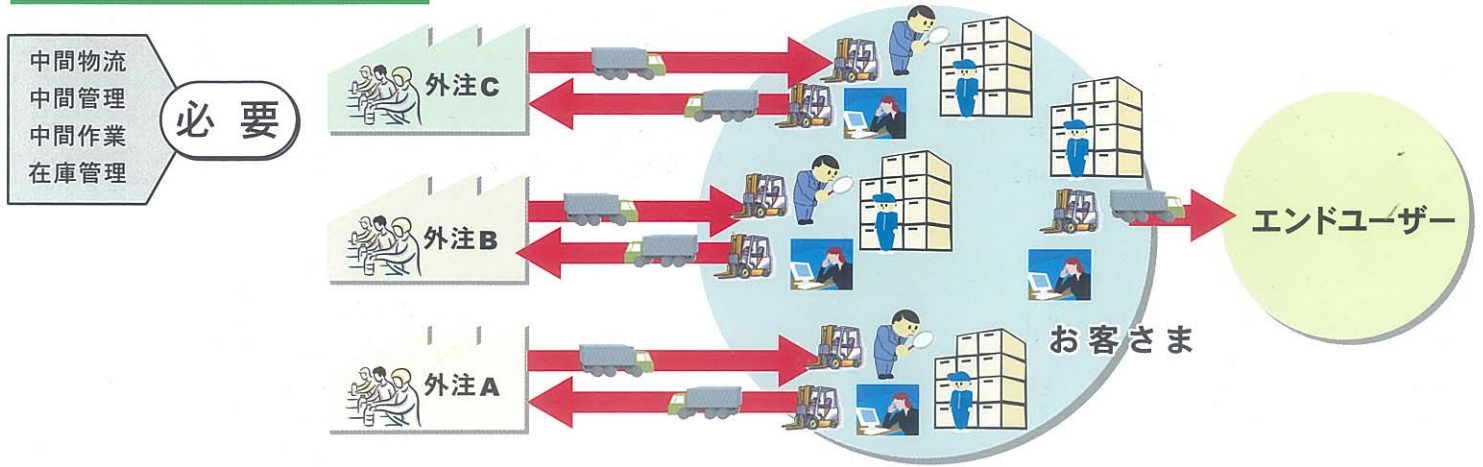 中間物流
中間管理
中間作業
在庫管理
必要
外注C
外注B
外注A
お客さま
エンドユーザー